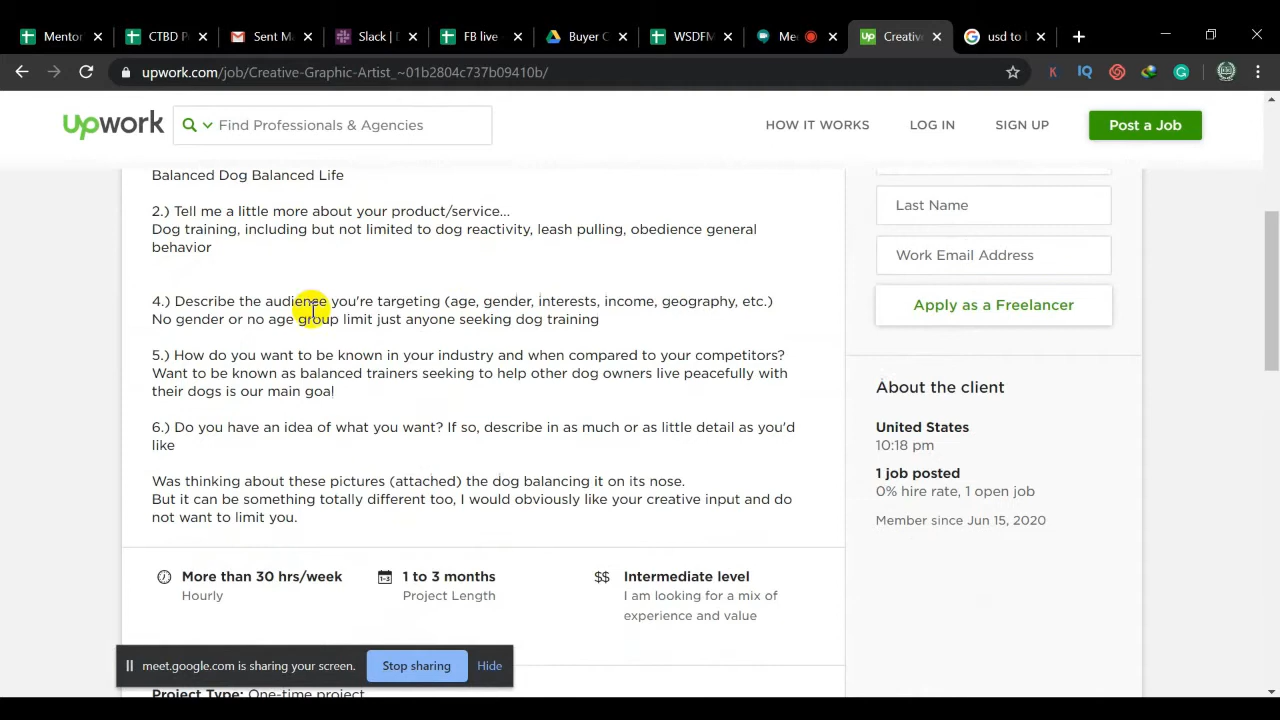 Mentor
CTBD P
Sent M
Slack |
FB live
Buyer C
WSDFM
Me
Creative
usd to
upwork.com/job/Creative-Graphic-Artist_~01b2804c737b09410b/
upwork
Find Professionals & Agencies
HOW IT WORKS
LOG IN
SIGN UP
Post a Job
Balanced Dog Balanced Life
2.) Tell me a little more about your product/service...
Dog training, including but not limited to dog reactivity, leash pulling, obedience general
behavior
4.) Describe the audience you're targeting (age, gender, interests, income, geography, etc.)
No gender or no age group limit just anyone seeking dog training
5.) How do you want to be known in your industry and when compared to your competitors?
Want to be known as balanced trainers seeking to help other dog owners live peacefully with
their dogs is our main goal
6.) Do you have an idea of what you want? If so, describe in as much or as little detail as you'd
like
Was thinking about these pictures (attached) the dog balancing it on its nose.
But it can be something totally different too, I would obviously like your creative input and do
not want to limit you.
More than 30 hrs/week
Hourly
1 to 3 months
Project Length
$$ Intermediate level
I am looking for a mix of
experience and value
Project Type: One-time project
Last Name
Work Email Address
Apply as a Freelancer
About the client
United States
10:18 pm
1 job posted
0% hire rate, 1 open job
Member since Jun 15, 2020
meet.google.com is sharing your screen.
Stop sharing
Hide